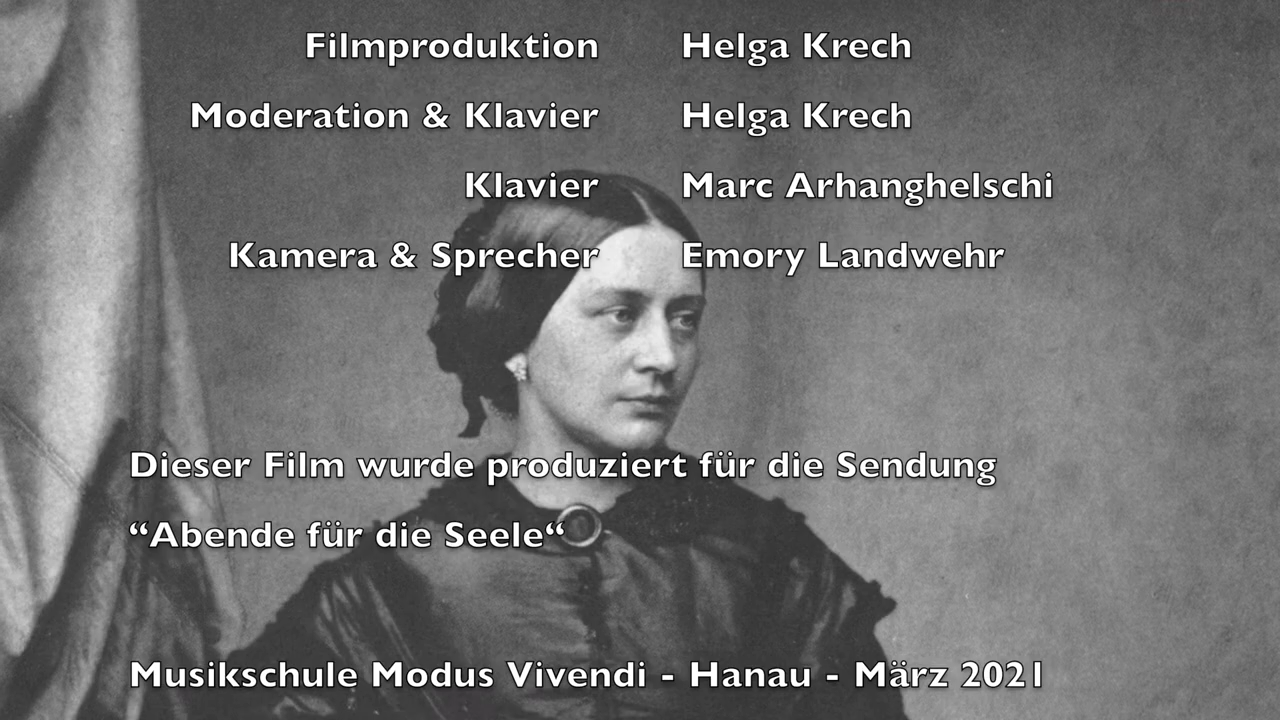 Filmproduktion Helga Krech
Moderation & Klavier Helga Krech
Klavier Marc Arhanghelschi
Kamera & Sprecher Emory Landwehr
Dieser Film wurde produziert für die Sendung
“Abende für die Seele“
Musikschule Modus Vivendi - Hanau - März 2021